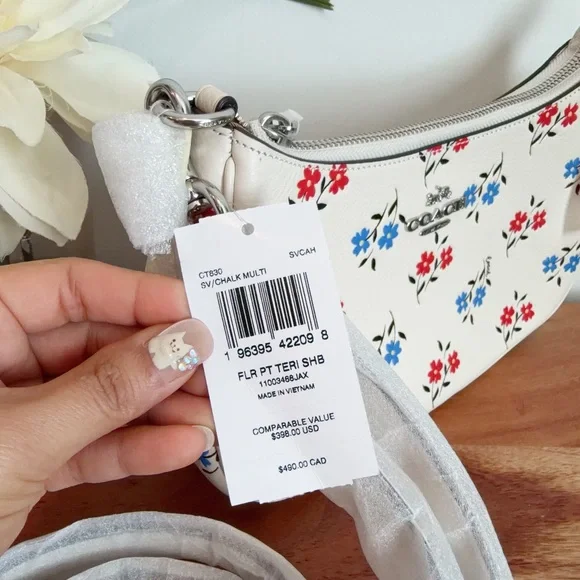 CT630 SVCAH
SV/CHALK MULTI
1 96395 42209 8
FLR PT TERI SHB
11003466JAX
MADE IN VIETNAM
COMPARABLE VALUE
$398.00 USD
$490.00 CAD
COACH